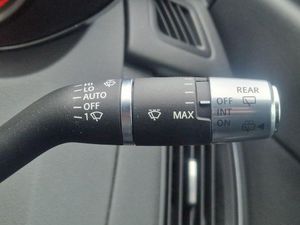 HI
LO
AUTO
OFF
1
MAX
REAR
OFF
INT
ON